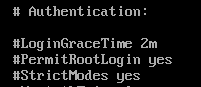 # Authentication:
#LoginGraceTime 2m
#PermitRootLogin yes
#StrictModes yes